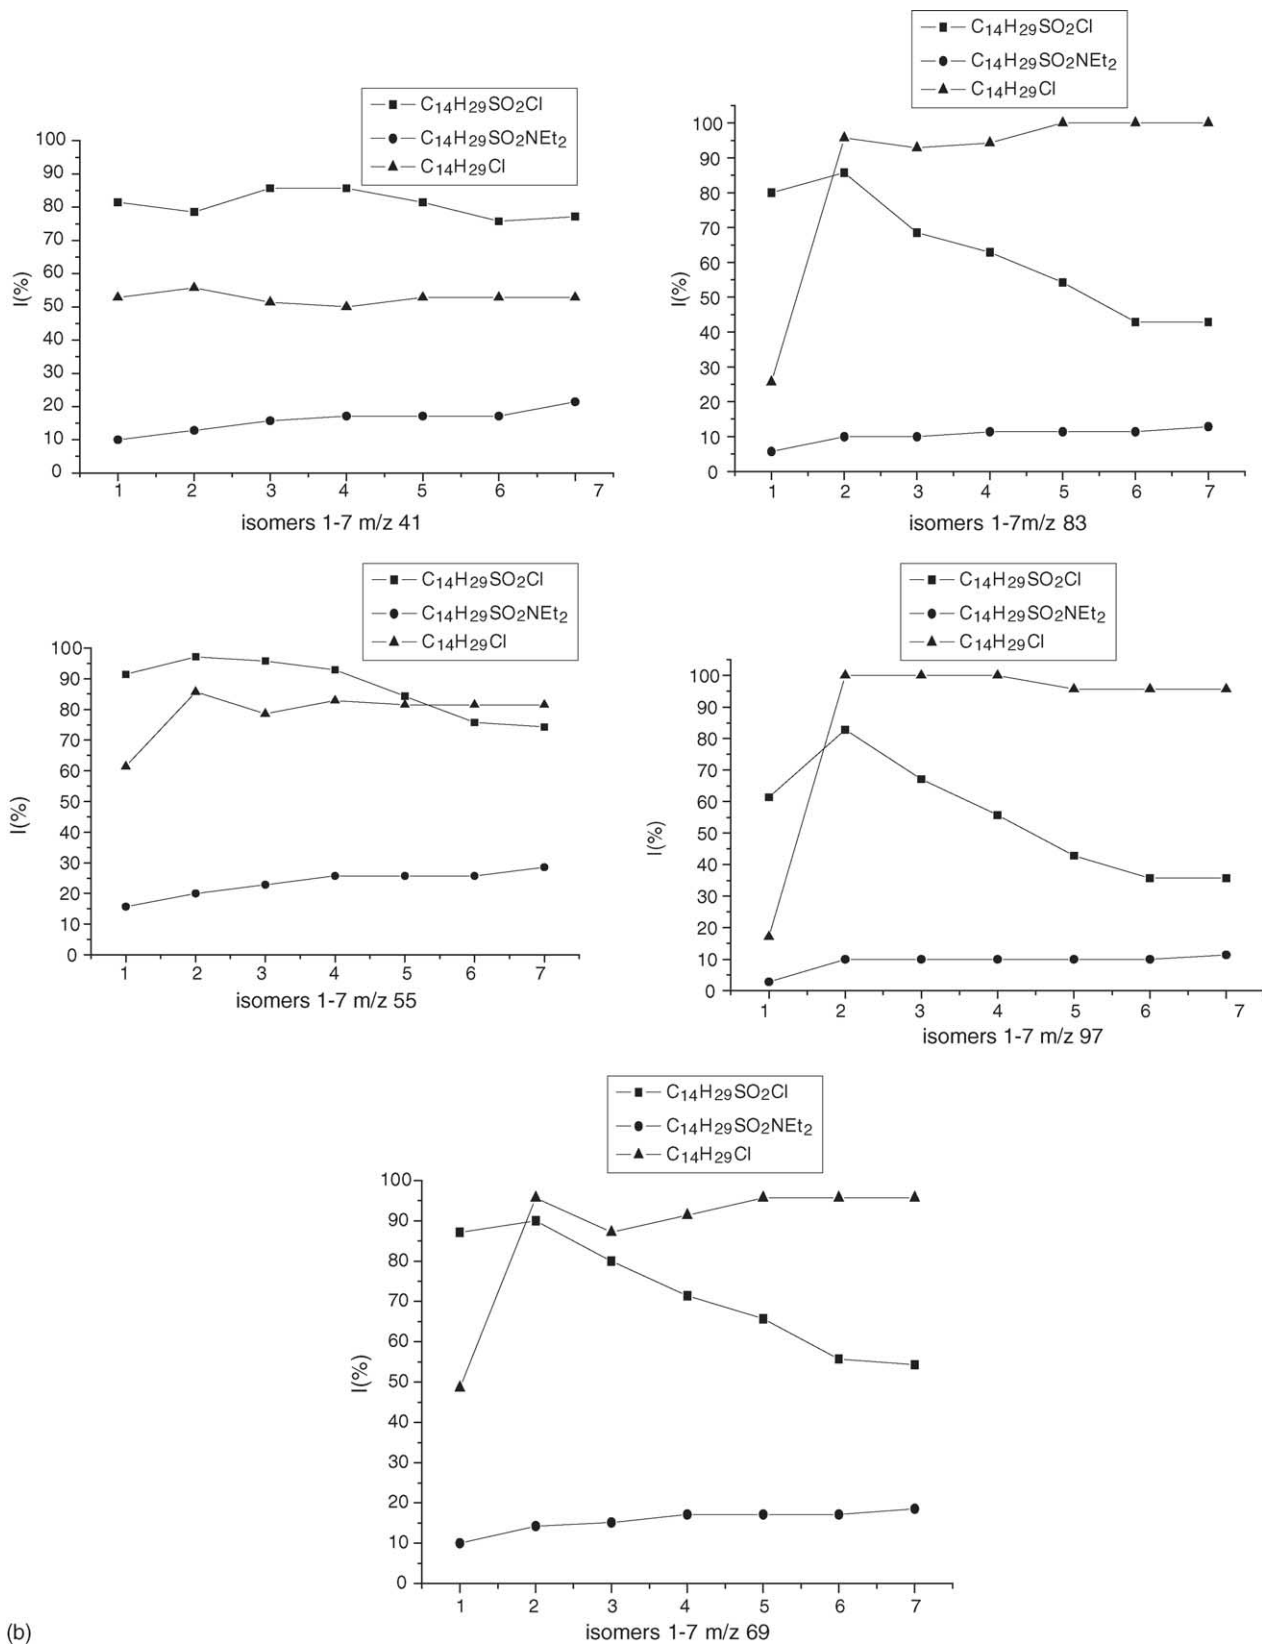 C14H29SO2Cl
C14H29SO2NEt2
C14H29Cl
100
90
80
70
60
50
40
30
20
10
0
I(%)
1 2 3 4 5 6 7
isomers 1-7 m/z 41
C14H29SO2Cl
C14H29SO2NEt2
C14H29Cl
100
90
80
70
60
50
40
30
20
10
0
I(%)
1 2 3 4 5 6 7
isomers 1-7m/z 83
C14H29SO2Cl
C14H29SO2NEt2
C14H29Cl
100
90
80
70
60
50
40
30
20
10
0
I(%)
1 2 3 4 5 6 7
isomers 1-7 m/z 55
C14H29SO2Cl
C14H29SO2NEt2
C14H29Cl
100
90
80
70
60
50
40
30
20
10
0
I(%)
1 2 3 4 5 6 7
isomers 1-7 m/z 97
C14H29SO2Cl
C14H29SO2NEt2
C14H29Cl
100
90
80
70
60
50
40
30
20
10
0
I(%)
1 2 3 4 5 6 7
isomers 1-7 m/z 69
(b)